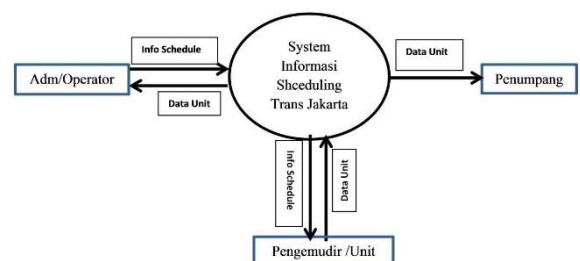 Info Schedule
System
Informasi
Shceduling
Trans Jakarta
Data Unit
Adm/Operator
Penumpang
Data Unit
Info Schedule
Data Unit
Pengemudir /Unit